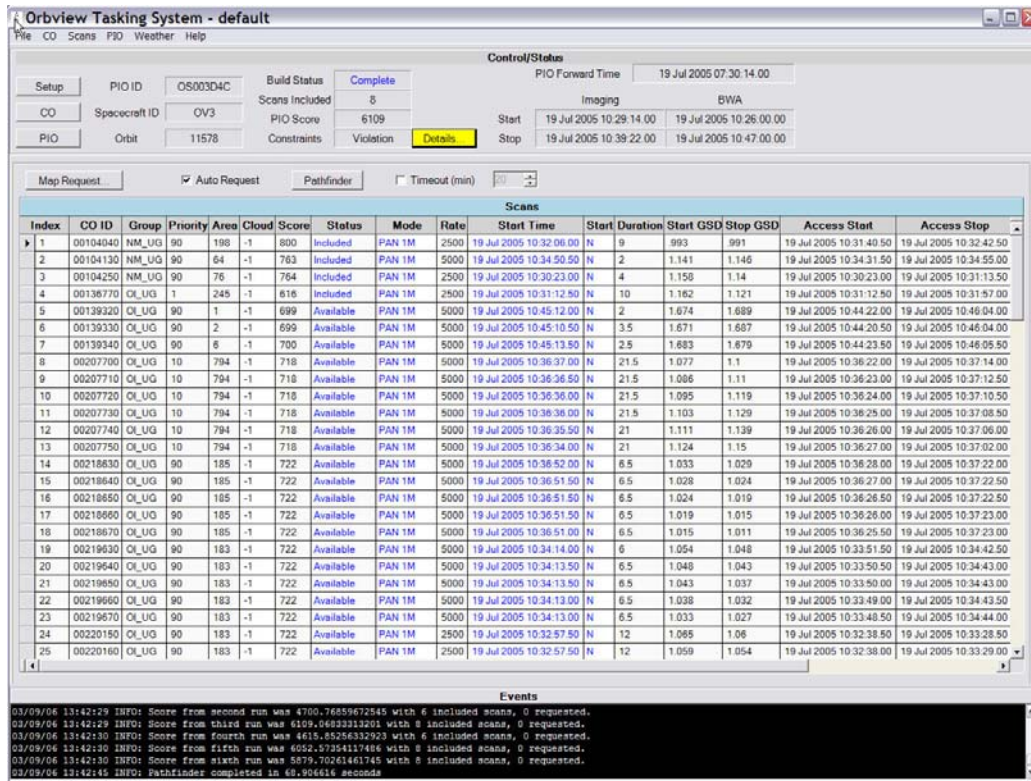 Orbview Tasking System - default
File CO Scans PIO Weather Help
Control/Status
Setup PIO ID OS003D4C Build Status Complete PIO Forward Time 19 Jul 2005 07:30:14.00
Scans Included 8 Imaging BWA
CO Spacecraft ID OV3 PIO Score 6109 Start 19 Jul 2005 10:29:14.00 19 Jul 2005 10:26:00.00
PIO Orbit 11578 Constraints Violation Details... Stop 19 Jul 2005 10:39:22.00 19 Jul 2005 10:47:00.00
Map Request... Auto Request Pathfinder Timeout (min) 20
Scans
Index CO ID Group Priority Area Cloud Score Status Mode Rate Start Time Start Duration Start GSD Stop GSD Access Start Access Stop
1 00104040 NM_UG 90 198 -1 800 Included PAN 1M 2500 19 Jul 2005 10:32:06.00 N 9 .993 .991 19 Jul 2005 10:31:40.50 19 Jul 2005 10:32:42.50
2 00104130 NM_UG 90 64 -1 763 Included PAN 1M 5000 19 Jul 2005 10:34:50.50 N 2 1.141 1.146 19 Jul 2005 10:34:31.50 19 Jul 2005 10:34:55.00
3 00104250 NM_UG 90 76 -1 764 Included PAN 1M 2500 19 Jul 2005 10:30:23.00 N 4 1.158 1.14 19 Jul 2005 10:30:23.00 19 Jul 2005 10:31:13.50
4 00136770 OI_UG 1 245 -1 616 Included PAN 1M 2500 19 Jul 2005 10:31:12.50 N 10 1.162 1.121 19 Jul 2005 10:31:12.50 19 Jul 2005 10:31:57.00
5 00139320 OI_UG 90 1 -1 699 Available PAN 1M 5000 19 Jul 2005 10:45:12.00 N 2 1.674 1.689 19 Jul 2005 10:44:22.00 19 Jul 2005 10:46:04.00
6 00139330 OI_UG 90 2 -1 699 Available PAN 1M 5000 19 Jul 2005 10:45:10.50 N 3.5 1.671 1.687 19 Jul 2005 10:44:20.50 19 Jul 2005 10:46:04.00
7 00139340 OI_UG 90 6 -1 700 Available PAN 1M 5000 19 Jul 2005 10:45:13.50 N 2.5 1.683 1.679 19 Jul 2005 10:44:23.50 19 Jul 2005 10:46:05.50
8 00207700 OI_UG 10 794 -1 718 Available PAN 1M 5000 19 Jul 2005 10:36:37.00 N 21.5 1.077 1.1 19 Jul 2005 10:36:22.00 19 Jul 2005 10:37:14.00
9 00207710 OI_UG 10 794 -1 718 Available PAN 1M 5000 19 Jul 2005 10:36:36.50 N 21.5 1.086 1.11 19 Jul 2005 10:36:23.00 19 Jul 2005 10:37:12.50
10 00207720 OI_UG 10 794 -1 718 Available PAN 1M 5000 19 Jul 2005 10:36:36.00 N 21.5 1.095 1.119 19 Jul 2005 10:36:24.00 19 Jul 2005 10:37:10.50
11 00207730 OI_UG 10 794 -1 718 Available PAN 1M 5000 19 Jul 2005 10:36:36.00 N 21.5 1.103 1.129 19 Jul 2005 10:36:25.00 19 Jul 2005 10:37:08.50
12 00207740 OI_UG 10 794 -1 718 Available PAN 1M 5000 19 Jul 2005 10:36:35.50 N 21 1.111 1.139 19 Jul 2005 10:36:26.00 19 Jul 2005 10:37:06.00
13 00207750 OI_UG 10 794 -1 718 Available PAN 1M 5000 19 Jul 2005 10:36:34.00 N 21 1.124 1.15 19 Jul 2005 10:36:27.00 19 Jul 2005 10:37:02.00
14 00218630 OI_UG 90 185 -1 722 Available PAN 1M 5000 19 Jul 2005 10:36:52.00 N 6.5 1.033 1.029 19 Jul 2005 10:36:28.00 19 Jul 2005 10:37:22.00
15 00218640 OI_UG 90 185 -1 722 Available PAN 1M 5000 19 Jul 2005 10:36:51.50 N 6.5 1.028 1.024 19 Jul 2005 10:36:27.00 19 Jul 2005 10:37:22.50
16 00218650 OI_UG 90 185 -1 722 Available PAN 1M 5000 19 Jul 2005 10:36:51.50 N 6.5 1.024 1.019 19 Jul 2005 10:36:26.50 19 Jul 2005 10:37:22.50
17 00218660 OI_UG 90 185 -1 722 Available PAN 1M 5000 19 Jul 2005 10:36:51.50 N 6.5 1.019 1.015 19 Jul 2005 10:36:26.00 19 Jul 2005 10:37:23.00
18 00218670 OI_UG 90 185 -1 722 Available PAN 1M 5000 19 Jul 2005 10:36:51.00 N 6.5 1.015 1.011 19 Jul 2005 10:36:25.50 19 Jul 2005 10:37:23.00
19 00219630 OI_UG 90 183 -1 722 Available PAN 1M 5000 19 Jul 2005 10:34:14.00 N 6 1.054 1.048 19 Jul 2005 10:33:51.50 19 Jul 2005 10:34:42.50
20 00219640 OI_UG 90 183 -1 722 Available PAN 1M 5000 19 Jul 2005 10:34:13.50 N 6.5 1.048 1.043 19 Jul 2005 10:33:50.50 19 Jul 2005 10:34:43.00
21 00219650 OI_UG 90 183 -1 722 Available PAN 1M 5000 19 Jul 2005 10:34:13.50 N 6.5 1.043 1.037 19 Jul 2005 10:33:50.00 19 Jul 2005 10:34:43.00
22 00219660 OI_UG 90 183 -1 722 Available PAN 1M 5000 19 Jul 2005 10:34:13.00 N 6.5 1.038 1.032 19 Jul 2005 10:33:49.00 19 Jul 2005 10:34:43.50
23 00219670 OI_UG 90 183 -1 722 Available PAN 1M 5000 19 Jul 2005 10:34:13.00 N 6.5 1.033 1.027 19 Jul 2005 10:33:48.50 19 Jul 2005 10:34:44.00
24 00220150 OI_UG 90 183 -1 722 Available PAN 1M 2500 19 Jul 2005 10:32:57.50 N 12 1.065 1.06 19 Jul 2005 10:32:38.50 19 Jul 2005 10:33:28.50
25 00220160 OI_UG 90 183 -1 722 Available PAN 1M 2500 19 Jul 2005 10:32:57.50 N 12 1.059 1.054 19 Jul 2005 10:32:38.00 19 Jul 2005 10:33:29.00
Events
03/09/06 13:42:29 INFO: Score from second run was 4700.76859672545 with 6 included scans, 0 requested.
03/09/06 13:42:29 INFO: Score from third run was 6109.06833313201 with 8 included scans, 0 requested.
03/09/06 13:42:30 INFO: Score from fourth run was 4615.85256332923 with 6 included scans, 0 requested.
03/09/06 13:42:30 INFO: Score from fifth run was 6052.57354117486 with 8 included scans, 0 requested.
03/09/06 13:42:30 INFO: Score from sixth run was 5879.70261461745 with 8 included scans, 0 requested.
03/09/06 13:42:45 INFO: Pathfinder completed in 68.906616 seconds